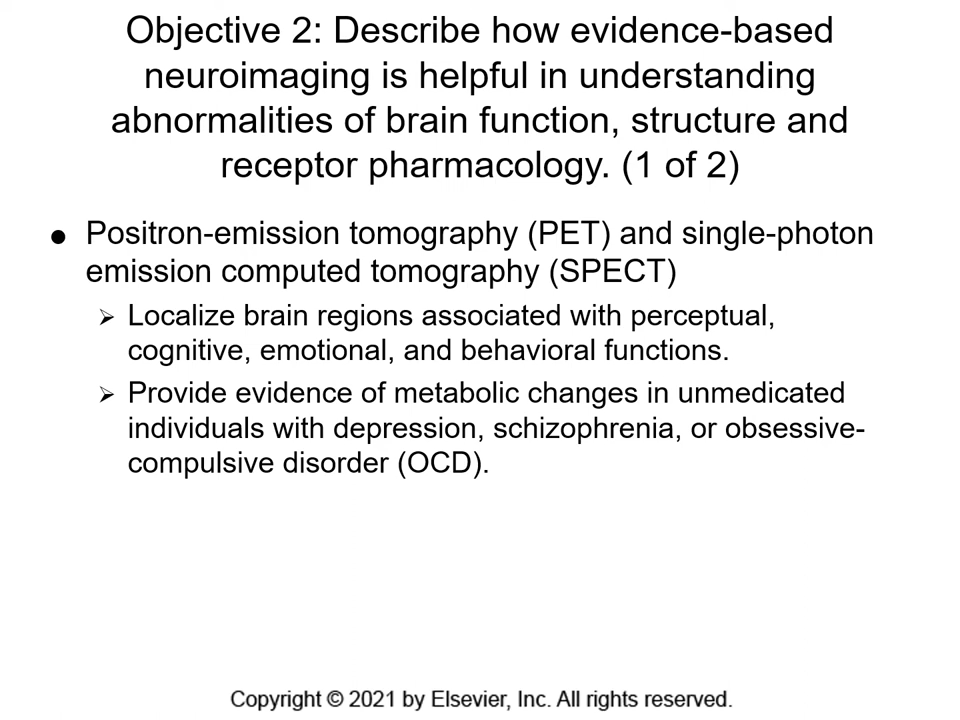 Objective 2: Describe how evidence-based
neuroimaging is helpful in understanding
abnormalities of brain function, structure and
receptor pharmacology. (1 of 2)
● Positron-emission tomography (PET) and single-photon
emission computed tomography (SPECT)
➢ Localize brain regions associated with perceptual,
cognitive, emotional, and behavioral functions.
➢ Provide evidence of metabolic changes in unmedicated
individuals with depression, schizophrenia, or obsessive-
compulsive disorder (OCD).
Copyright © 2021 by Elsevier, Inc. All rights reserved.